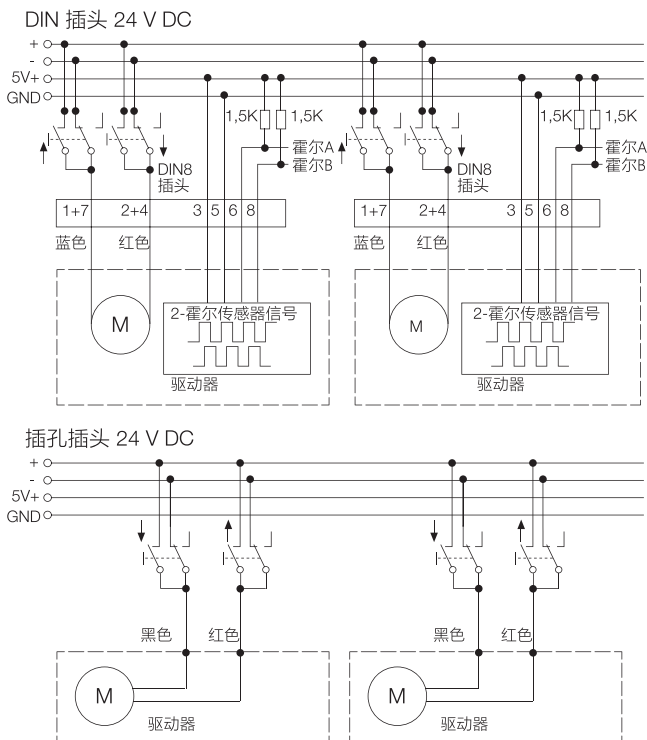 DIN 插头 24 V DC
+
-
5V+
GND
1,5K 1,5K 1,5K 1,5K
霍尔A 霍尔A
霍尔B 霍尔B
DIN8 DIN8
插头 插头
1+7 2+4 3 5 6 8 1+7 2+4 3 5 6 8
蓝色 红色 蓝色 红色
2-霍尔传感器信号 2-霍尔传感器信号
M M
驱动器 驱动器
插孔插头 24 V DC
+
-
5V+
GND
黑色 红色 黑色 红色
M M
驱动器 驱动器